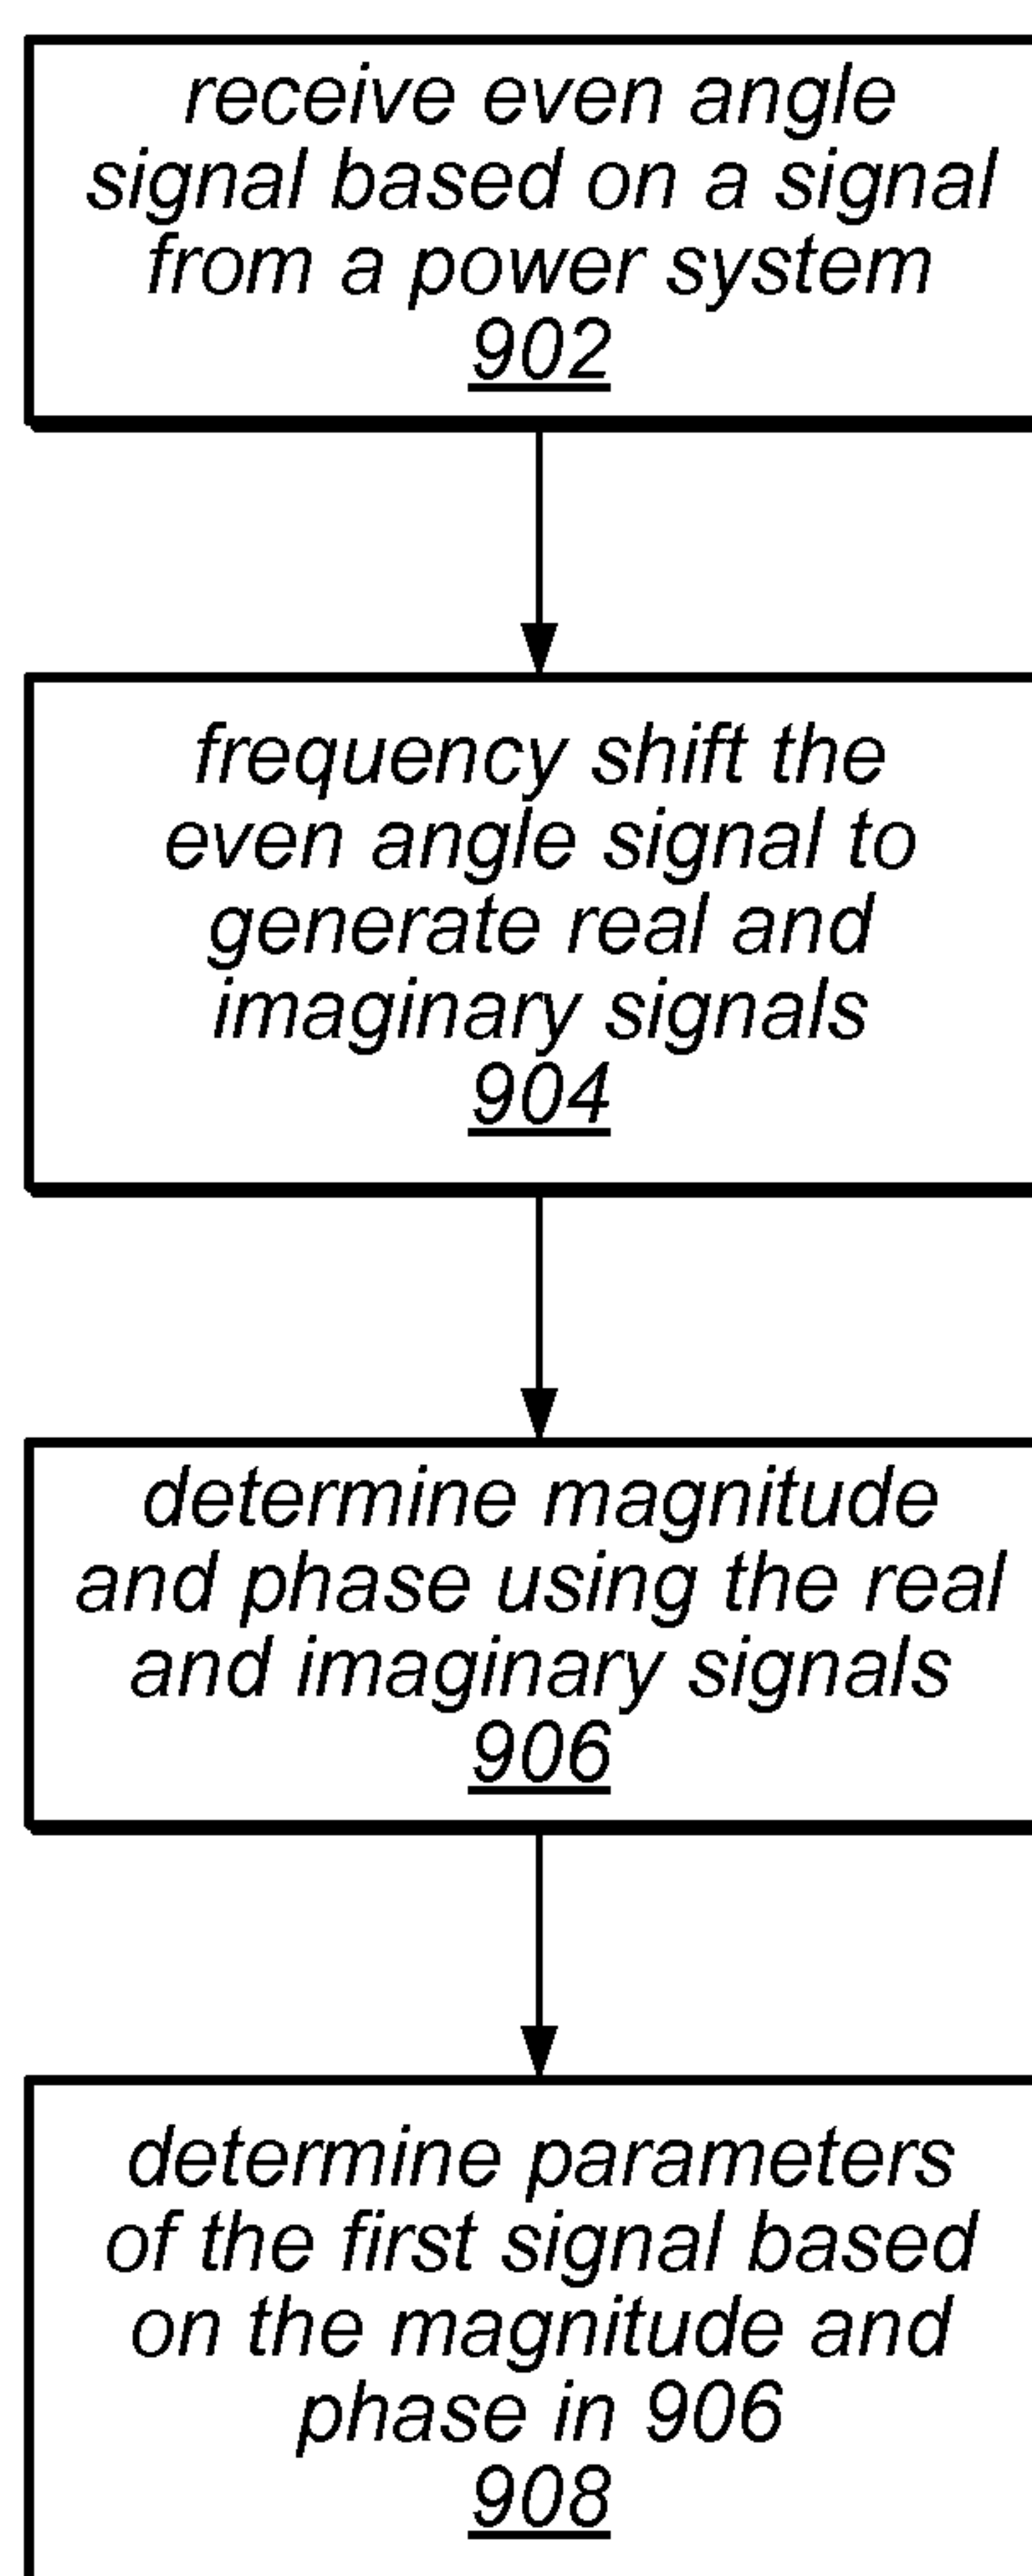 receive even angle
signal based on a signal
from a power system
902
frequency shift the
even angle signal to
generate real and
imaginary signals
904
determine magnitude
and phase using the real
and imaginary signals
906
determine parameters
of the first signal based
on the magnitude and
phase in 906
908